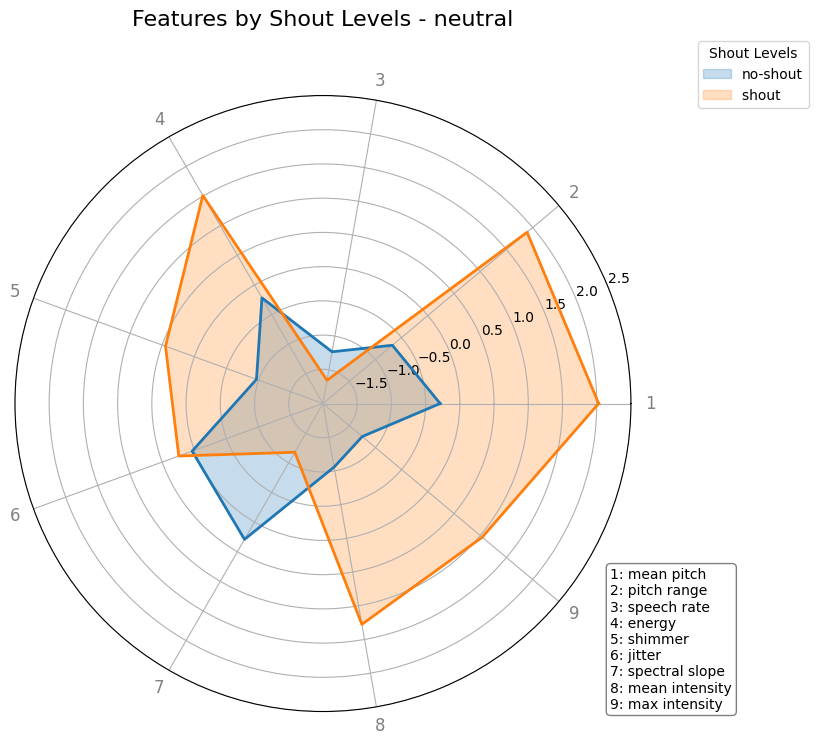 Features by Shout Levels - neutral
Shout Levels
no-shout
shout
3
4
2
5
2.5
2.0
1.5
1.0
0.5
0.0
−0.5
−1.0
−1.5
1
6
9
7
8
1: mean pitch
2: pitch range
3: speech rate
4: energy
5: shimmer
6: jitter
7: spectral slope
8: mean intensity
9: max intensity